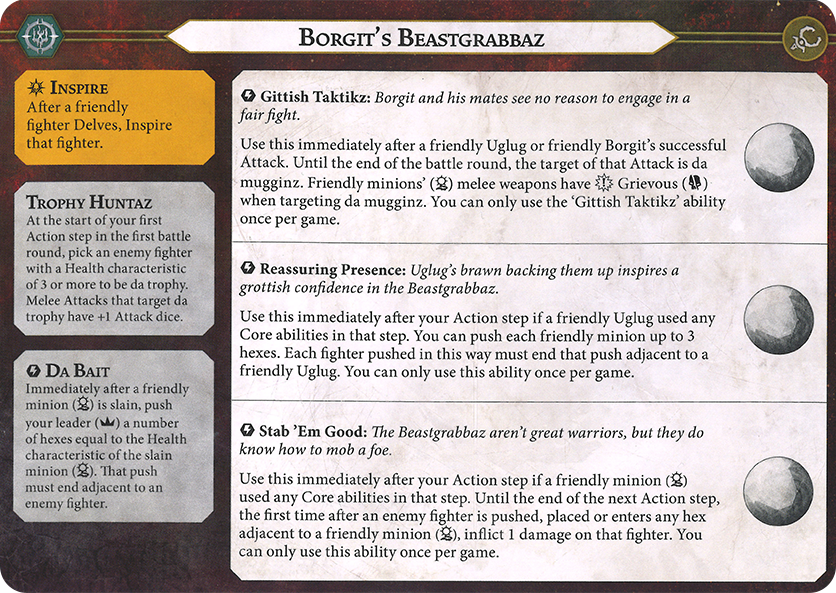 BORGIT'S BEASTGRABBAZ
INSPIRE
After a friendly
fighter Delves, Inspire
that fighter.
TROPHY HUNTAZ
At the start of your first
Action step in the first battle
round, pick an enemy fighter
with a Health characteristic
of 3 or more to be da trophy.
Melee Attacks that target da
trophy have +1 Attack dice.
DA BAIT
Immediately after a friendly
minion () is slain, push
your leader () a number
of hexes equal to the Health
characteristic of the slain
minion (). That push
must end adjacent to an
enemy fighter.
Gittish Taktikz: Borgit and his mates see no reason to engage in a
fair fight.
Use this immediately after a friendly Uglug or friendly Borgit's successful
Attack. Until the end of the battle round, the target of that Attack is da
mugginz. Friendly minions' () melee weapons have Grievous ()
when targeting da mugginz. You can only use the 'Gittish Taktikz' ability
once per game.
Reassuring Presence: Uglug's brawn backing them up inspires a
grottish confidence in the Beastgrabbaz.
Use this immediately after your Action step if a friendly Uglug used any
Core abilities in that step. You can push each friendly minion up to 3
hexes. Each fighter pushed in this way must end that push adjacent to a
friendly Uglug. You can only use this ability once per game.
Stab 'Em Good: The Beastgrabbaz aren't great warriors, but they do
know how to mob a foe.
Use this immediately after your Action step if a friendly minion ()
used any Core abilities in that step. Until the end of the next Action step,
the first time after an enemy fighter is pushed, placed or enters any hex
adjacent to a friendly minion (), inflict 1 damage on that fighter. You
can only use this ability once per game.